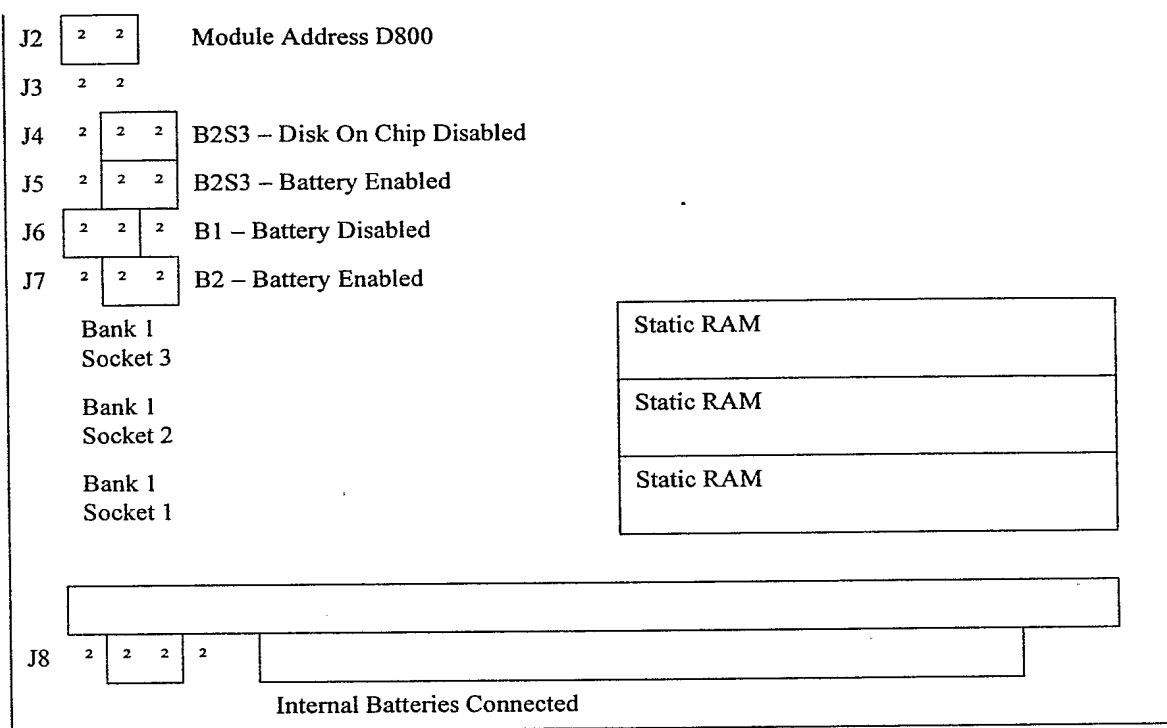 J2 2 2 Module Address D800
J3 2 2
J4 2 2 2 B2S3 – Disk On Chip Disabled
J5 2 2 2 B2S3 – Battery Enabled
J6 2 2 2 B1 – Battery Disabled
J7 2 2 2 B2 – Battery Enabled
Bank 1
Socket 3
Static RAM
Bank 1
Socket 2
Static RAM
Bank 1
Socket 1
Static RAM
J8 2 2 2 2
Internal Batteries Connected